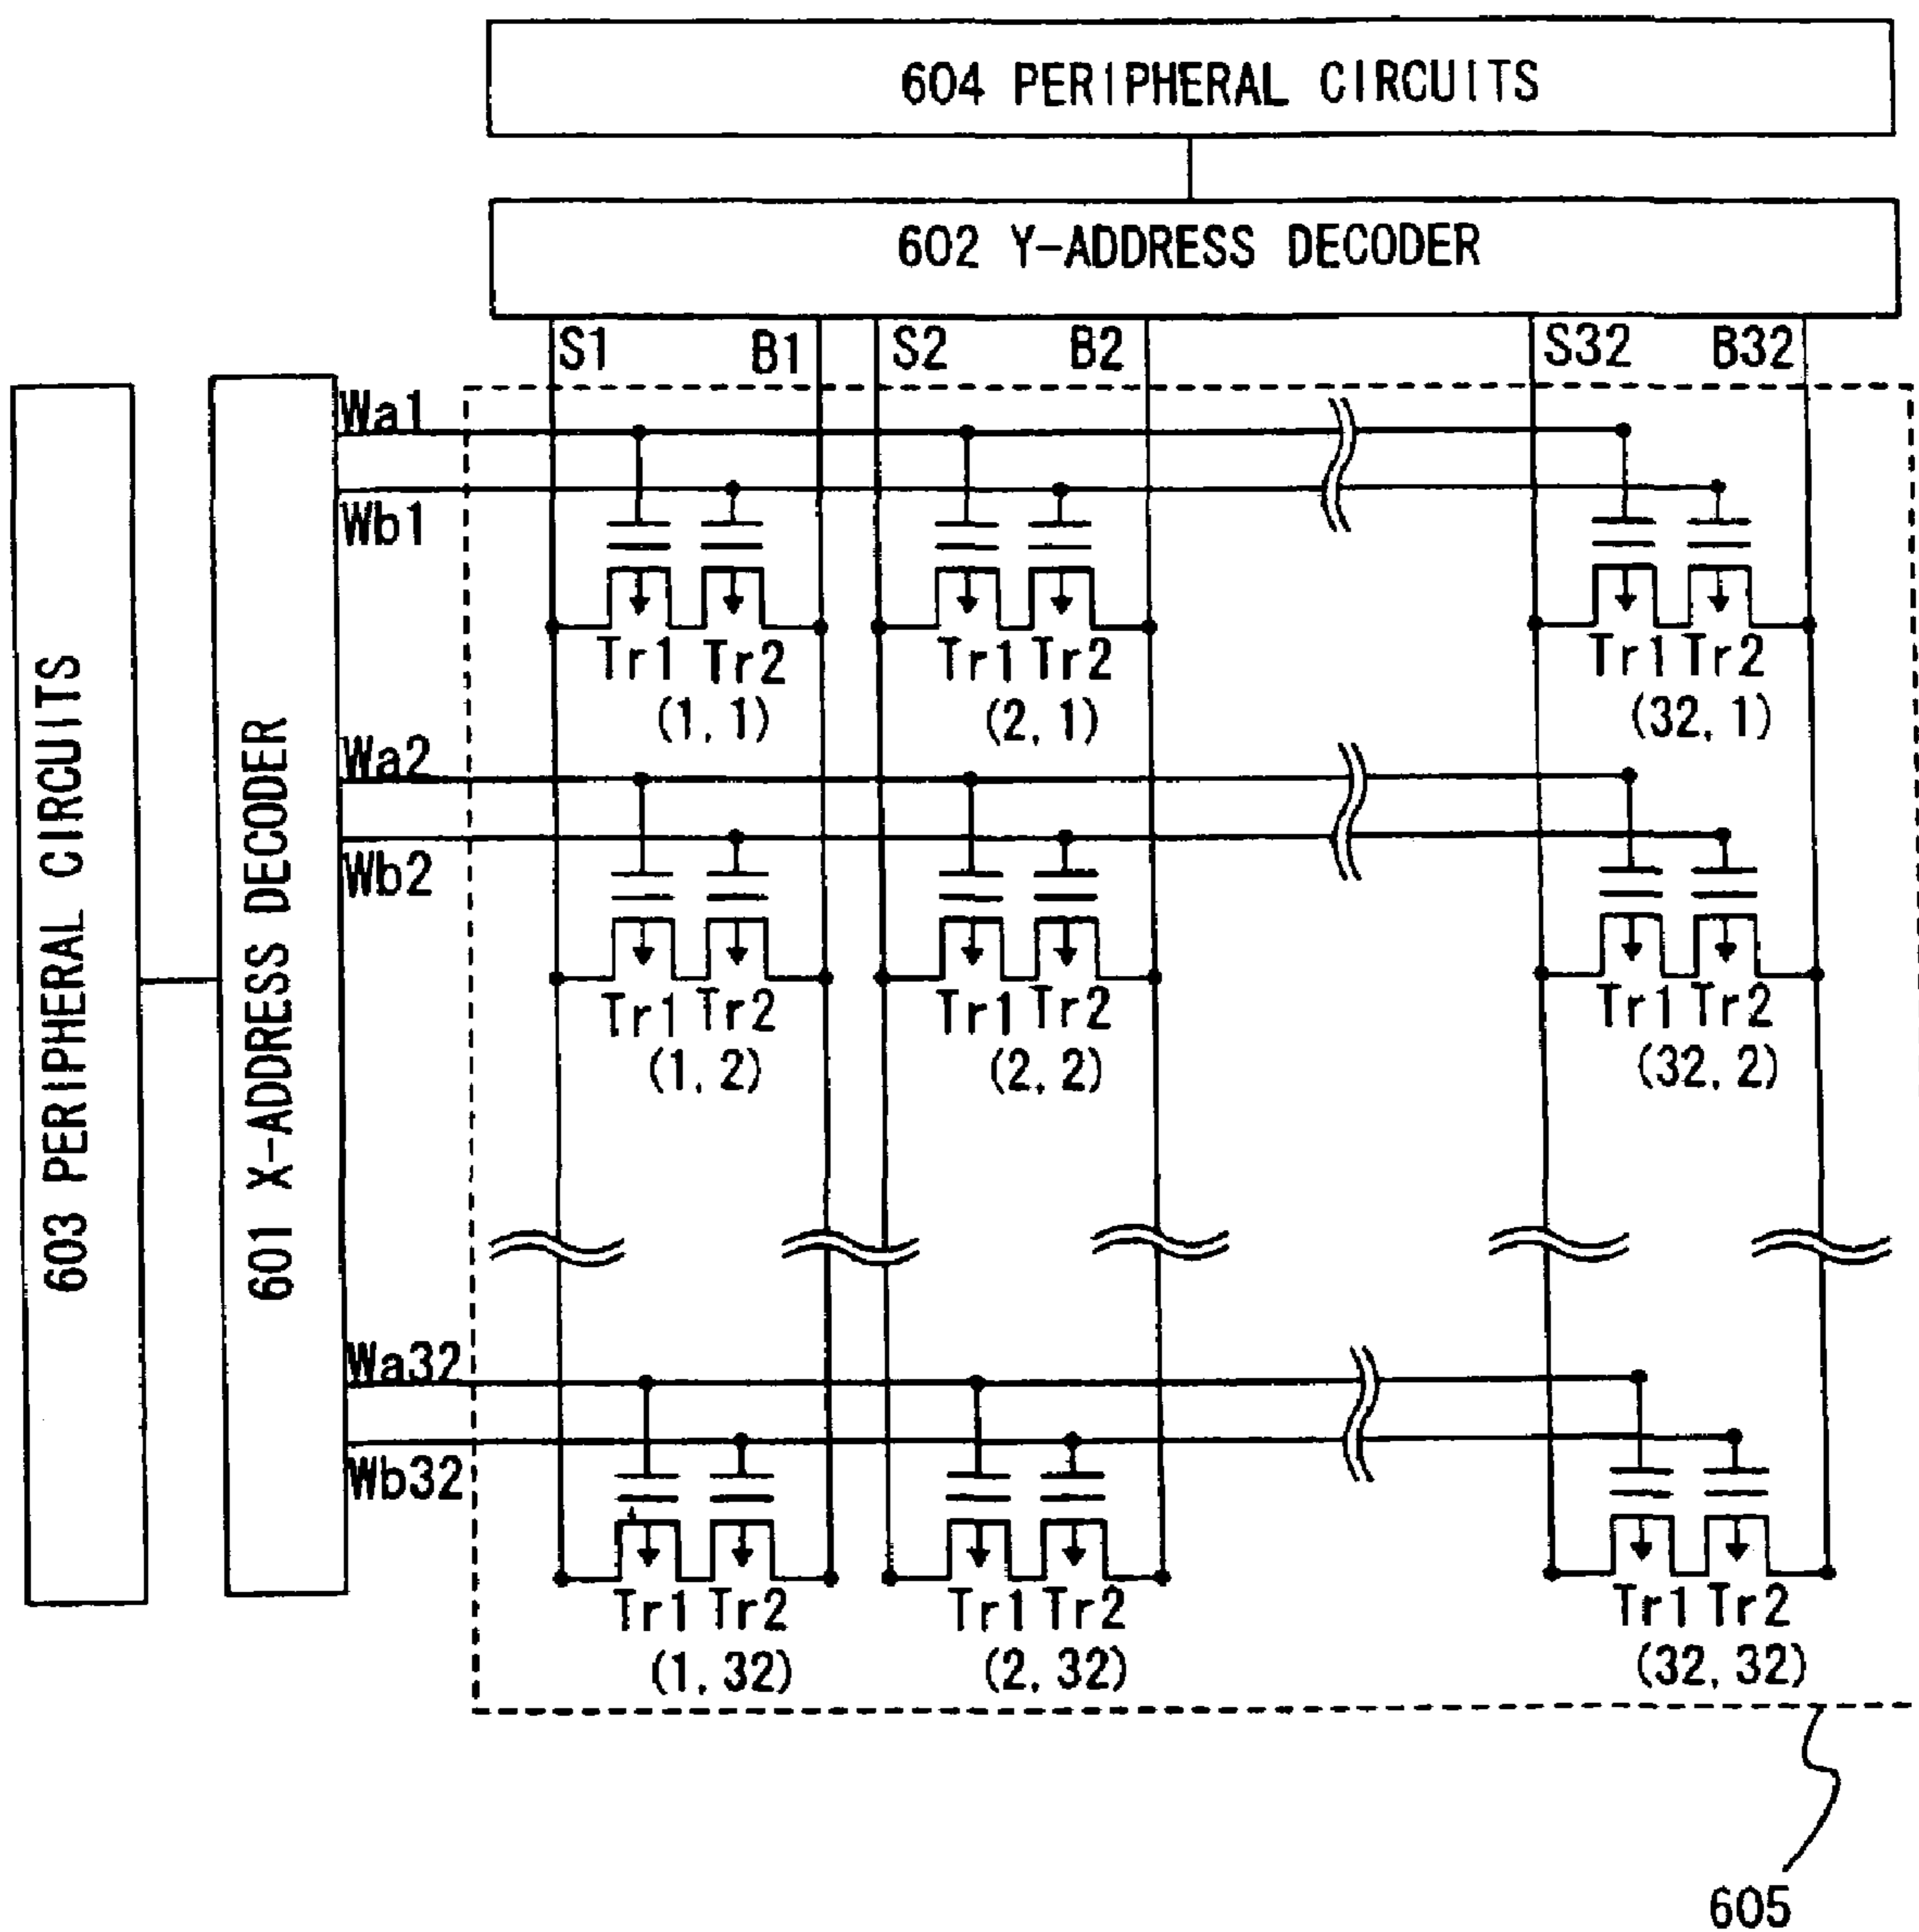 604 PERIPHERAL CIRCUITS
602 Y-ADDRESS DECODER
S1 B1 S2 B2 S32 B32
603 PERIPHERAL CIRCUITS
601 X-ADDRESS DECODER
Wa1
Wb1
Tr1 Tr2 Tr1 Tr2 Tr1 Tr2
(1, 1) (2, 1) (32, 1)
Wa2
Wb2
Tr1 Tr2 Tr1 Tr2 Tr1 Tr2
(1, 2) (2, 2) (32, 2)
Wa32
Wb32
Tr1 Tr2 Tr1 Tr2 Tr1 Tr2
(1, 32) (2, 32) (32, 32)
605